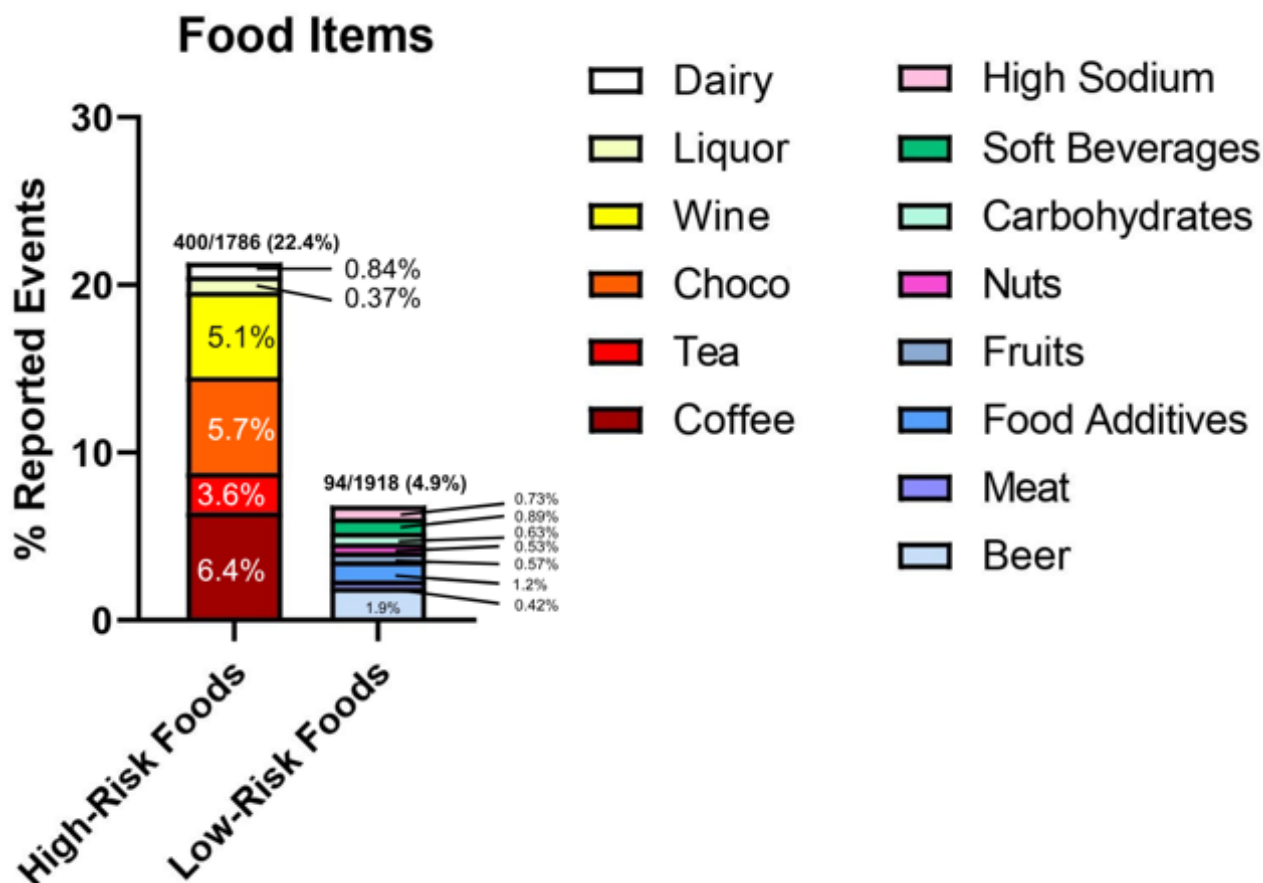 Food Items
% Reported Events
30
20
10
0
400/1786 (22.4%)
0.84%
0.37%
5.1%
5.7%
3.6%
6.4%
94/1918 (4.9%)
0.73%
0.89%
0.63%
0.53%
0.57%
1.2%
0.42%
1.9%
High-Risk Foods
Low-Risk Foods
Dairy
Liquor
Wine
Choco
Tea
Coffee
High Sodium
Soft Beverages
Carbohydrates
Nuts
Fruits
Food Additives
Meat
Beer